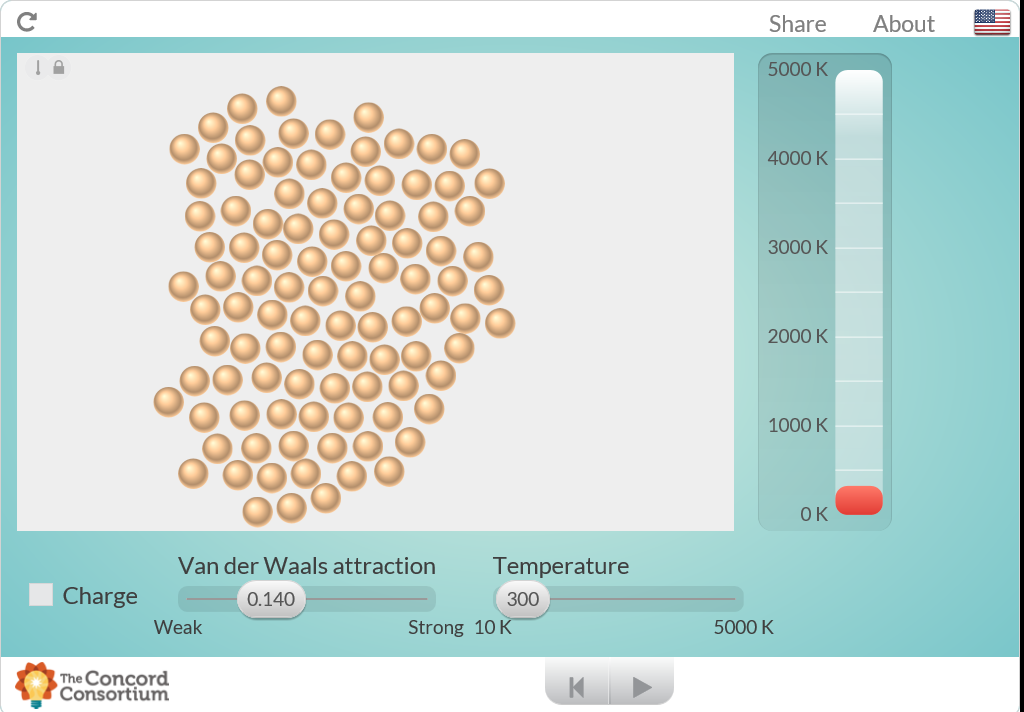 Share About
5000 K
4000 K
3000 K
2000 K
1000 K
0 K
Van der Waals attraction Temperature
Charge 0.140 300
Weak Strong 10 K 5000 K
The Concord
Consortium